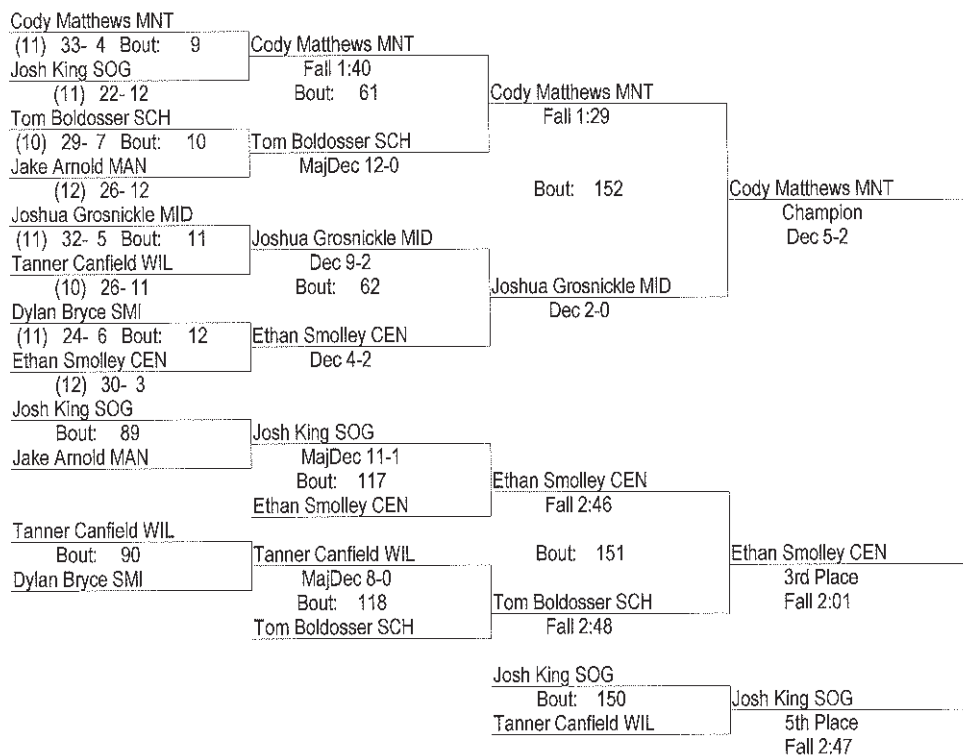 Cody Matthews MNT
(11) 33- 4 Bout: 9
Josh King SOG
(11) 22- 12
Tom Boldosser SCH
(10) 29- 7 Bout: 10
Jake Arnold MAN
(12) 26- 12
Joshua Grosnickle MID
(11) 32- 5 Bout: 11
Tanner Canfield WIL
(10) 26- 11
Dylan Bryce SMI
(11) 24- 6 Bout: 12
Ethan Smolley CEN
(12) 30- 3
Cody Matthews MNT
Fall 1:40
Bout: 61
Tom Boldosser SCH
MajDec 12-0
Joshua Grosnickle MID
Dec 9-2
Bout: 62
Ethan Smolley CEN
Dec 4-2
Cody Matthews MNT
Fall 1:29
Bout: 152
Joshua Grosnickle MID
Dec 2-0
Cody Matthews MNT
Champion
Dec 5-2
Josh King SOG
Bout: 89
Jake Arnold MAN
Tanner Canfield WIL
Bout: 90
Dylan Bryce SMI
Josh King SOG
MajDec 11-1
Bout: 117
Ethan Smolley CEN
Tanner Canfield WIL
MajDec 8-0
Bout: 118
Tom Boldosser SCH
Ethan Smolley CEN
Fall 2:46
Bout: 151
Tom Boldosser SCH
Fall 2:48
Ethan Smolley CEN
3rd Place
Fall 2:01
Josh King SOG
Bout: 150
Tanner Canfield WIL
Josh King SOG
5th Place
Fall 2:47